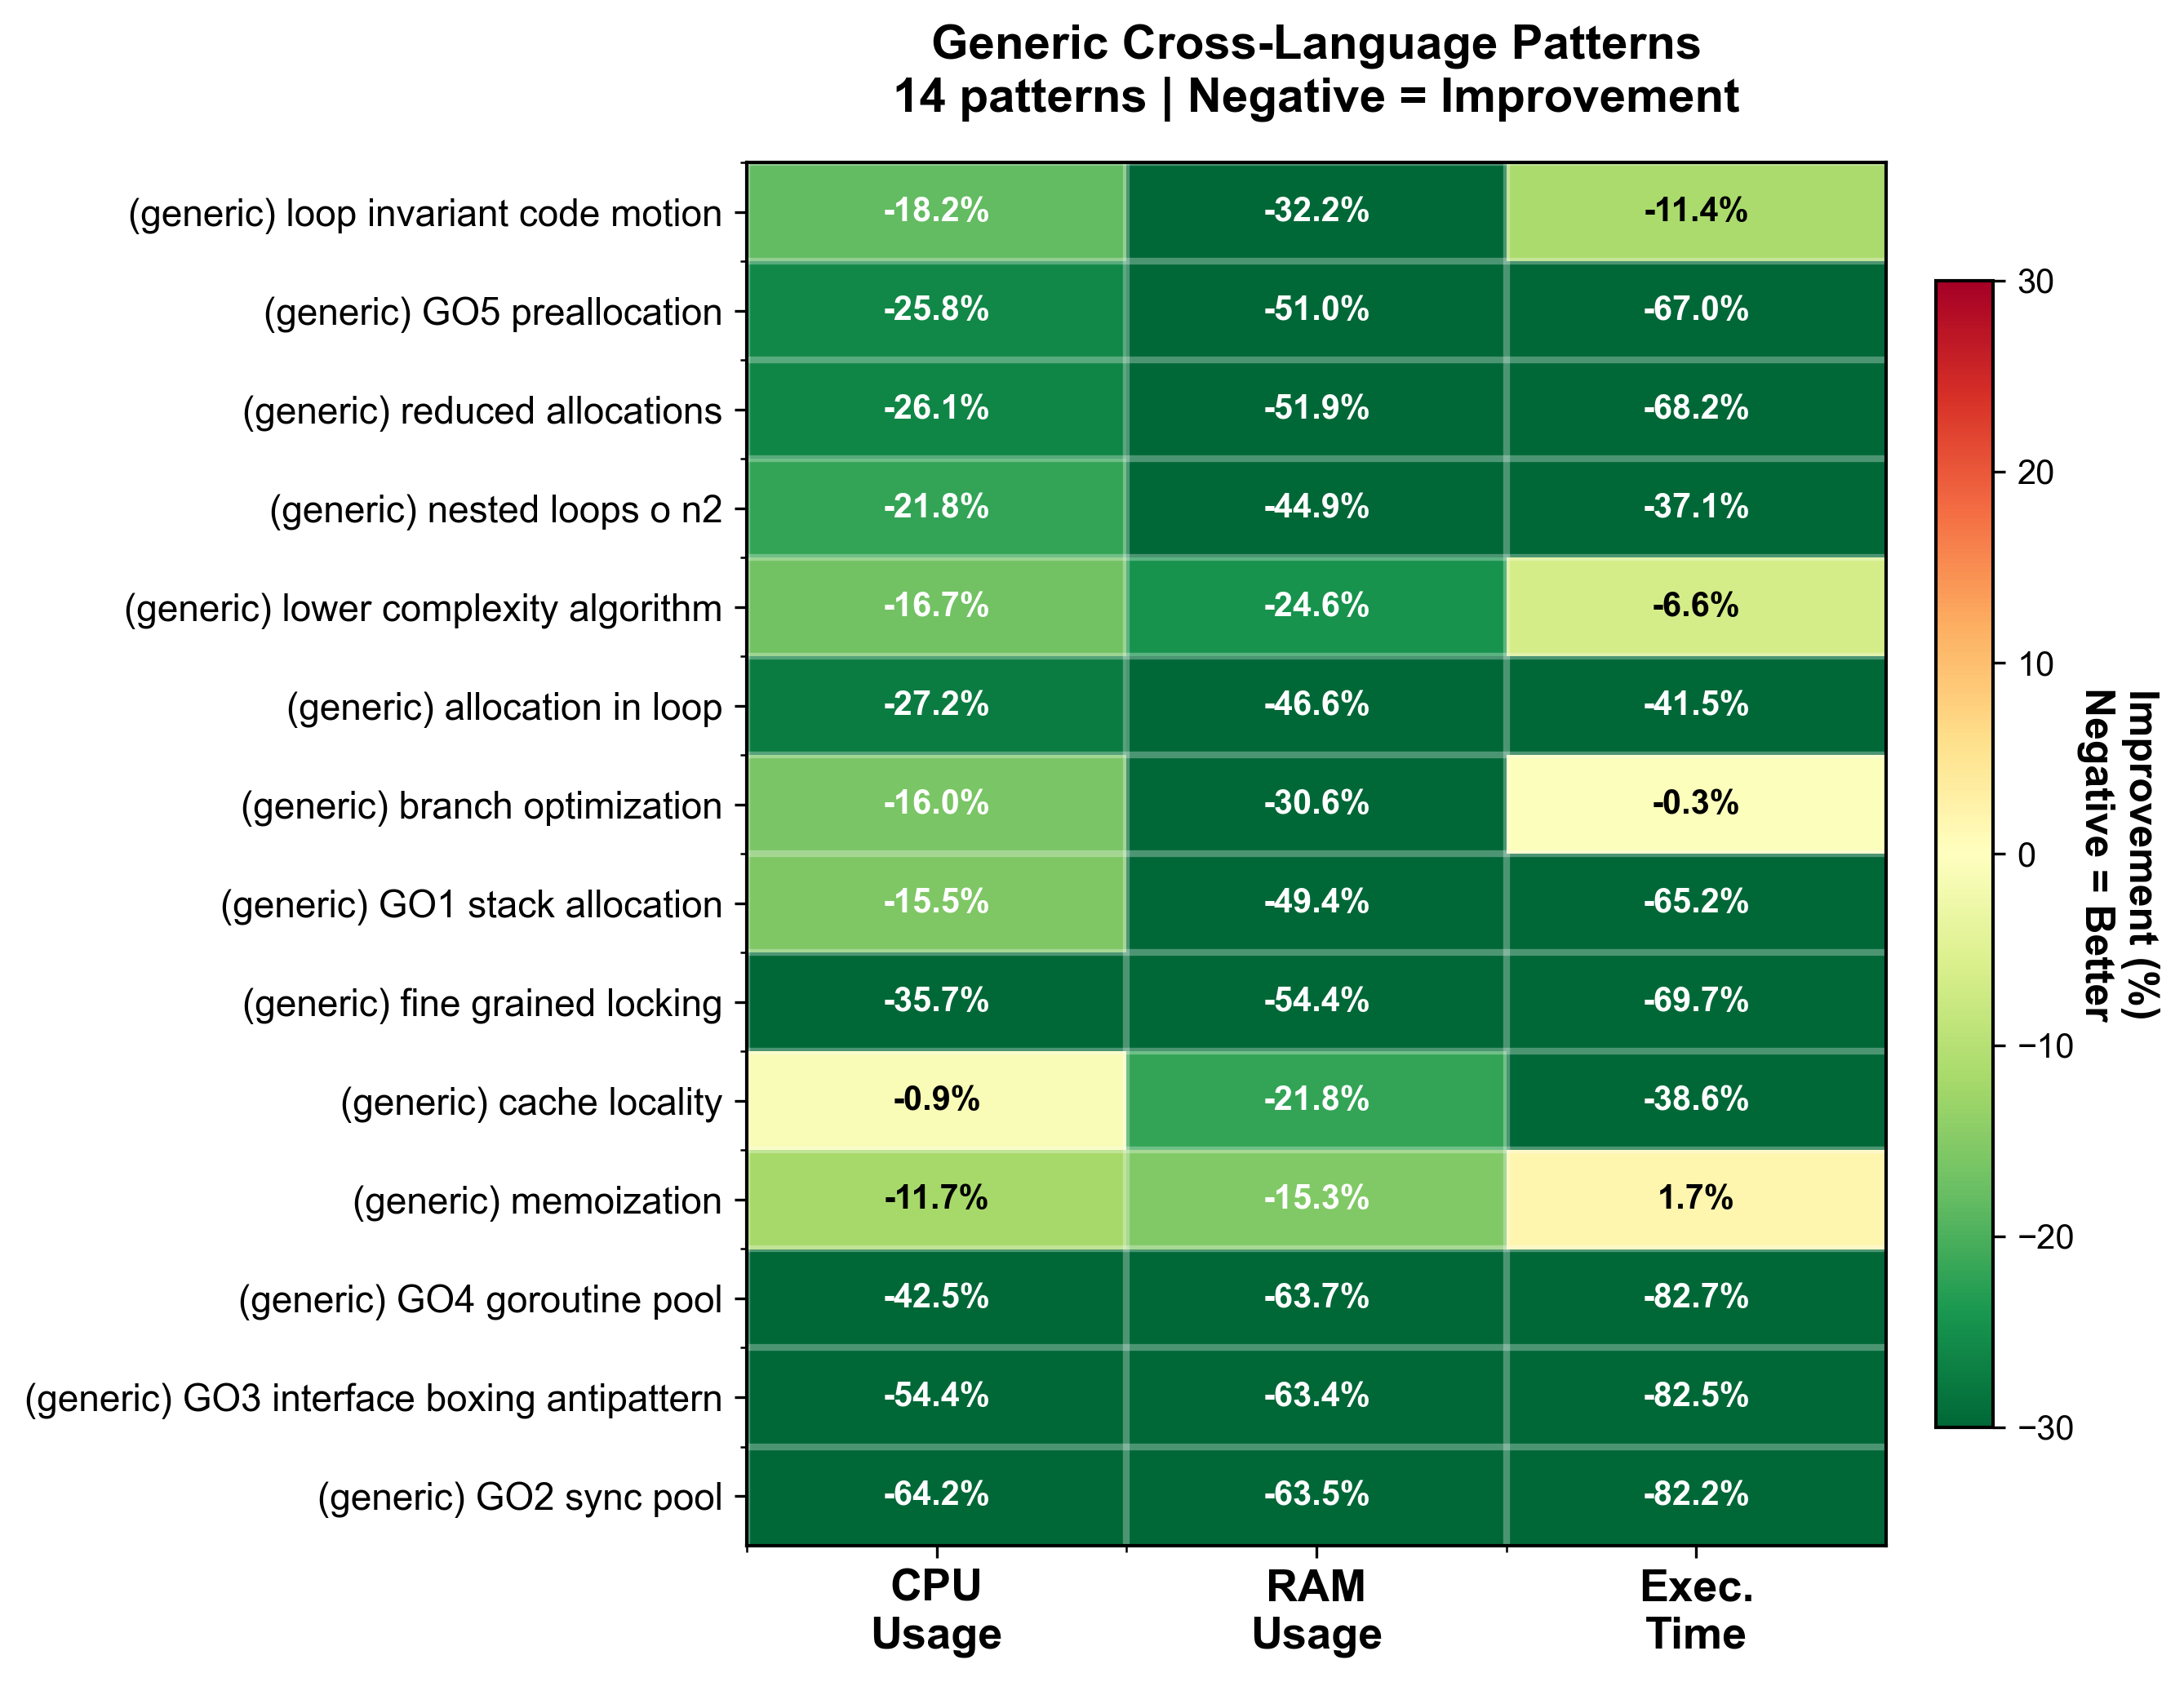 Generic Cross-Language Patterns
14 patterns | Negative = Improvement
(generic) loop invariant code motion -18.2% -32.2% -11.4%
(generic) GO5 preallocation -25.8% -51.0% -67.0%
(generic) reduced allocations -26.1% -51.9% -68.2%
(generic) nested loops o n2 -21.8% -44.9% -37.1%
(generic) lower complexity algorithm -16.7% -24.6% -6.6%
(generic) allocation in loop -27.2% -46.6% -41.5%
(generic) branch optimization -16.0% -30.6% -0.3%
(generic) GO1 stack allocation -15.5% -49.4% -65.2%
(generic) fine grained locking -35.7% -54.4% -69.7%
(generic) cache locality -0.9% -21.8% -38.6%
(generic) memoization -11.7% -15.3% 1.7%
(generic) GO4 goroutine pool -42.5% -63.7% -82.7%
(generic) GO3 interface boxing antipattern -54.4% -63.4% -82.5%
(generic) GO2 sync pool -64.2% -63.5% -82.2%
CPU
Usage
RAM
Usage
Exec.
Time
30
20
10
0
−10
−20
−30
Improvement (%)
Negative = Better